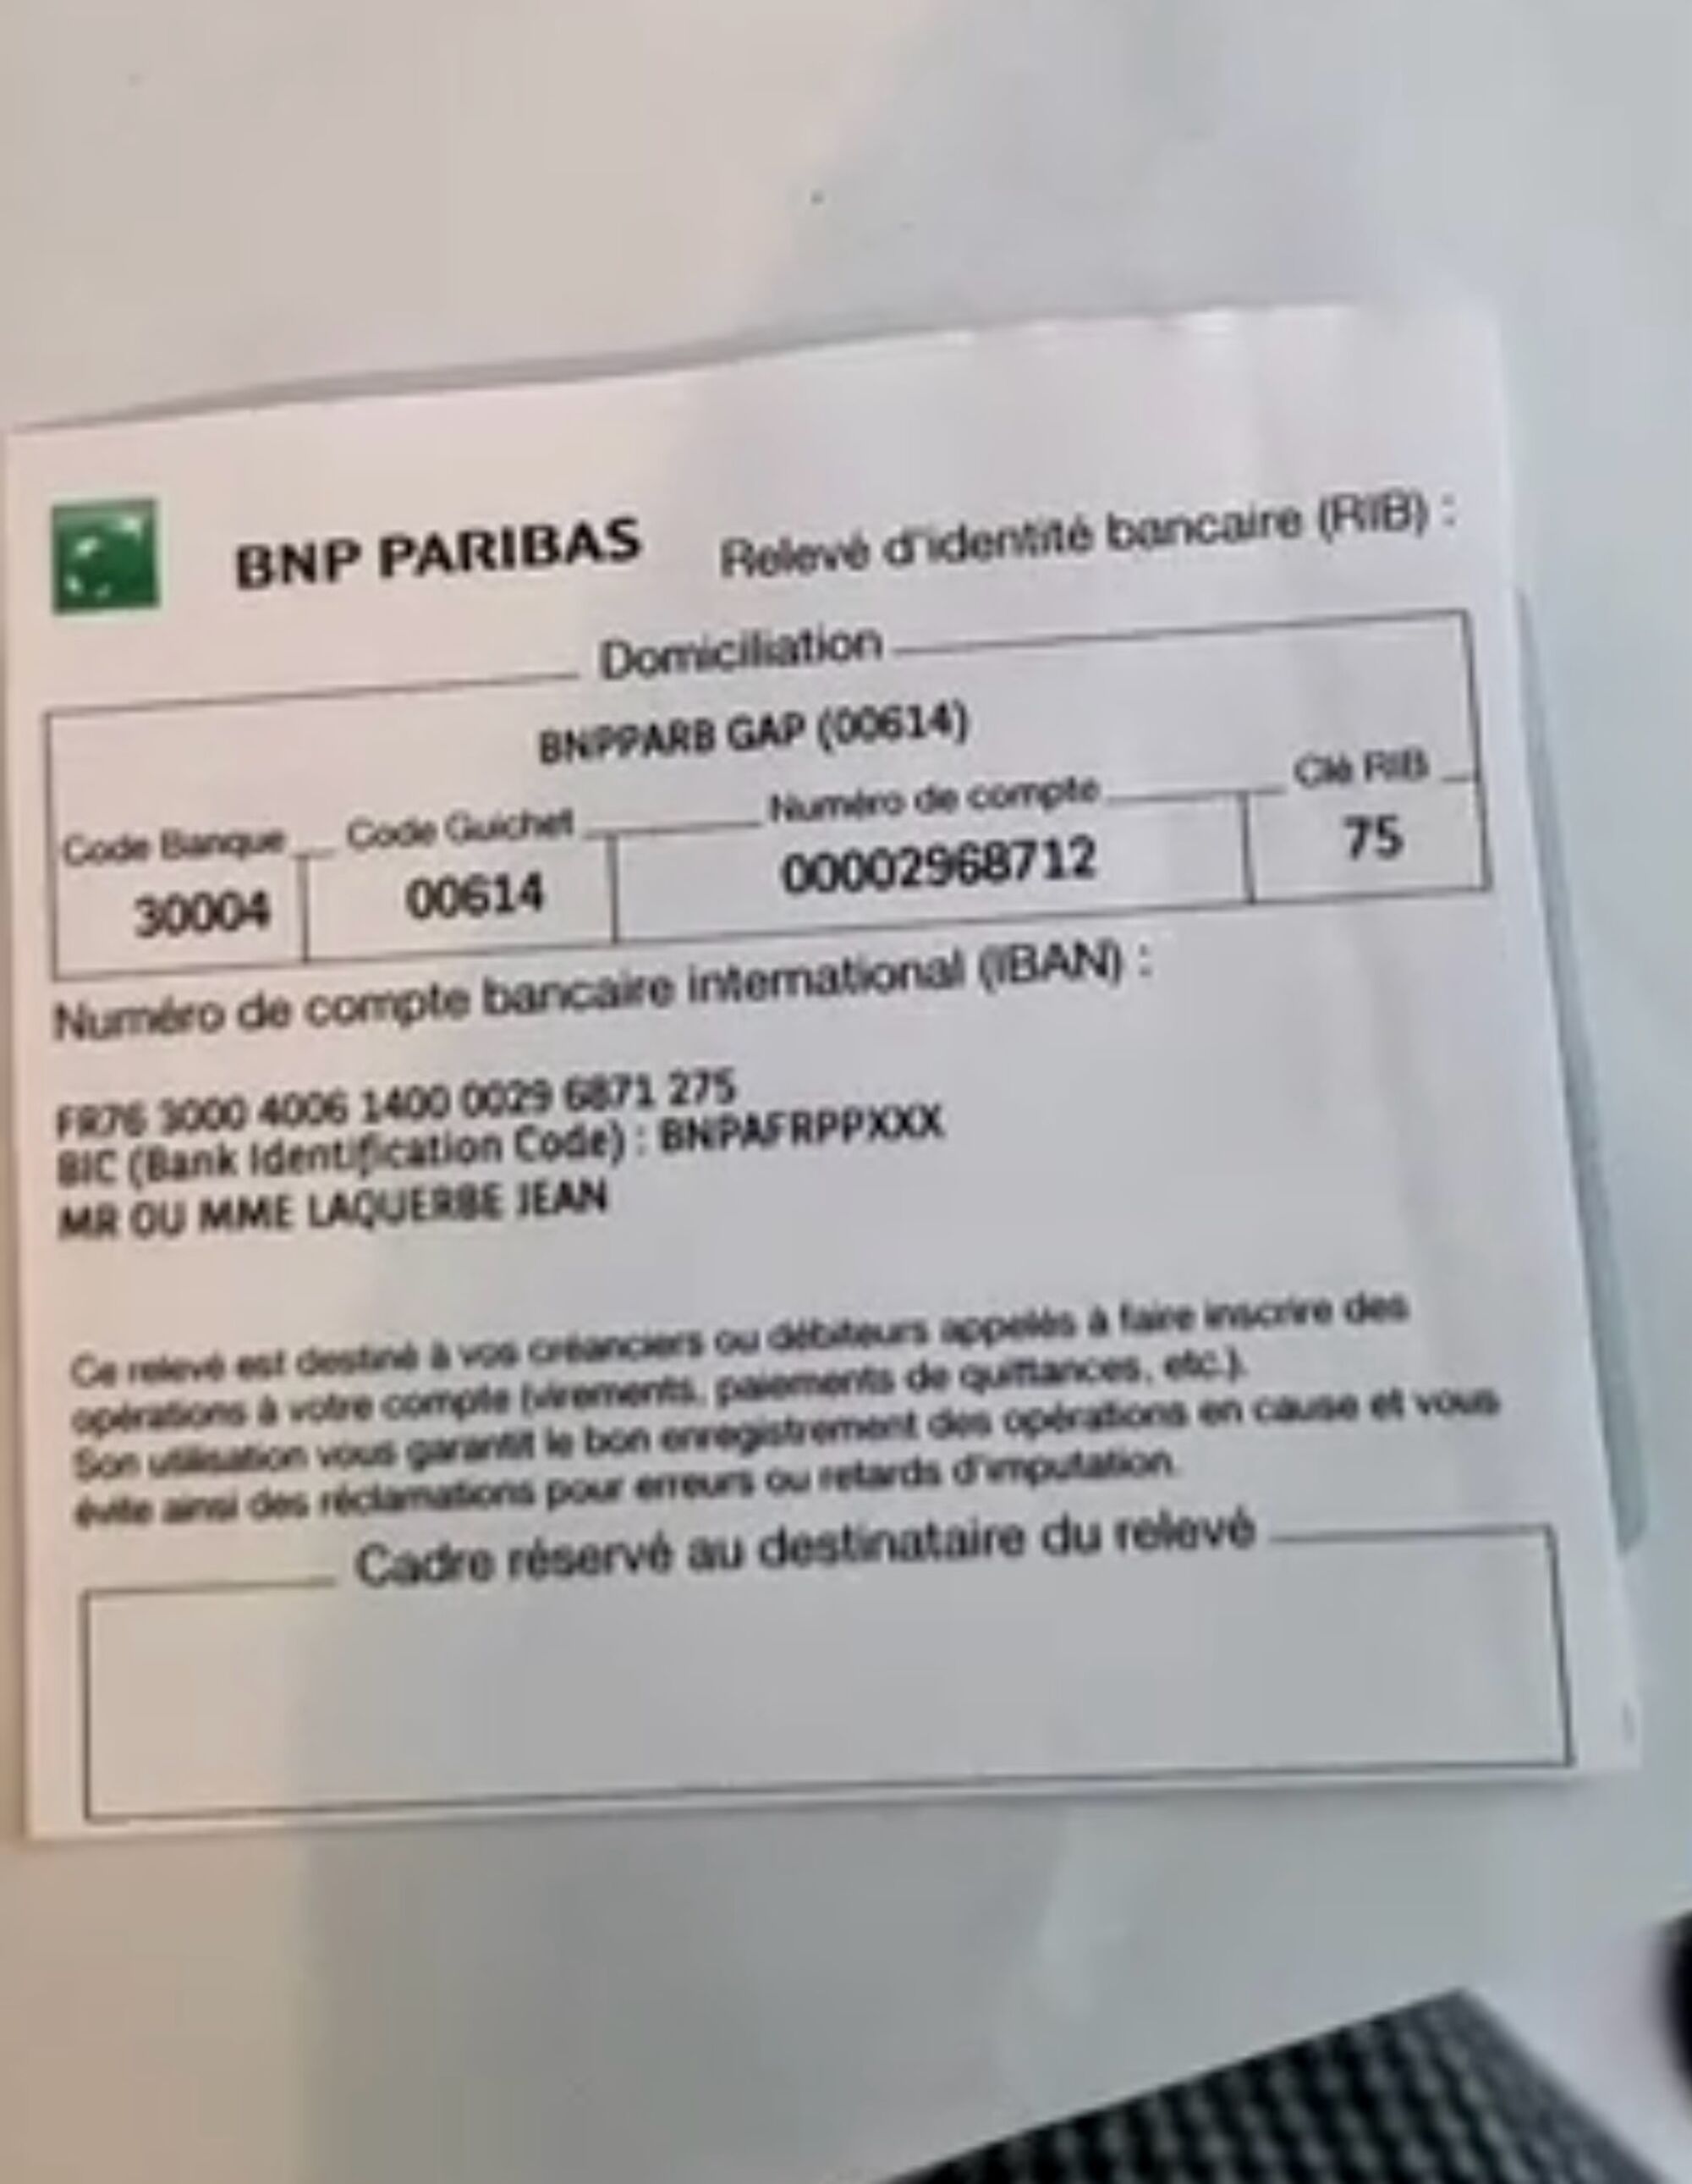 BNP PARIBAS Relevé d'identité bancaire (RIB) :
Domiciliation
BNPPARB GAP (00614)
Code Banque Code Guichet Numéro de compte Clé RIB
30004 00614 00002968712 75
Numéro de compte bancaire international (IBAN) :
FR76 3000 4006 1400 0029 6871 275
BIC (Bank Identification Code) : BNPAFRPPXXX
MR OU MME LAQUERBE JEAN
Ce relevé est destiné à vos créanciers ou débiteurs appelés à faire inscrire des
opérations à votre compte (virements, paiements de quittances, etc.).
Son utilisation vous garantit le bon enregistrement des opérations en cause et vous
évite ainsi des réclamations pour erreurs ou retards d'imputation.
Cadre réservé au destinataire du relevé